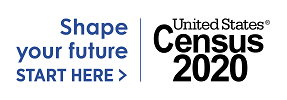 Shape
your future
START HERE >
United States®
Census
2020